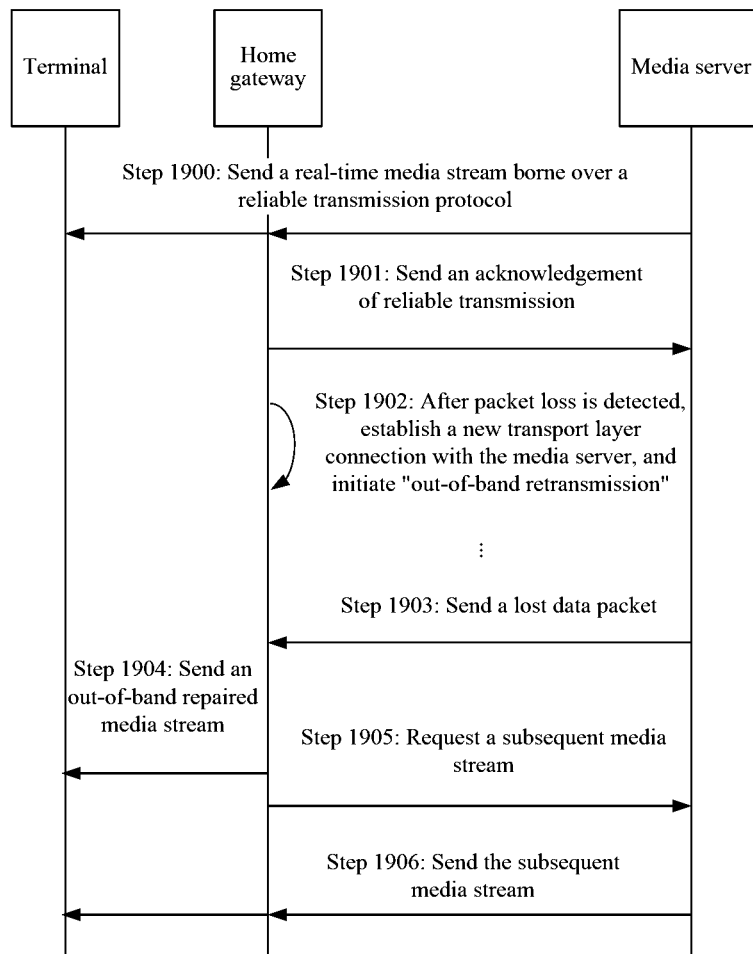 Terminal
Home
gateway
Media server
Step 1900: Send a real-time media stream borne over a
reliable transmission protocol
Step 1901: Send an acknowledgement
of reliable transmission
Step 1902: After packet loss is detected,
establish a new transport layer
connection with the media server, and
initiate "out-of-band retransmission"
...
Step 1903: Send a lost data packet
Step 1904: Send an
out-of-band repaired
media stream
Step 1905: Request a subsequent media
stream
Step 1906: Send the subsequent
media stream